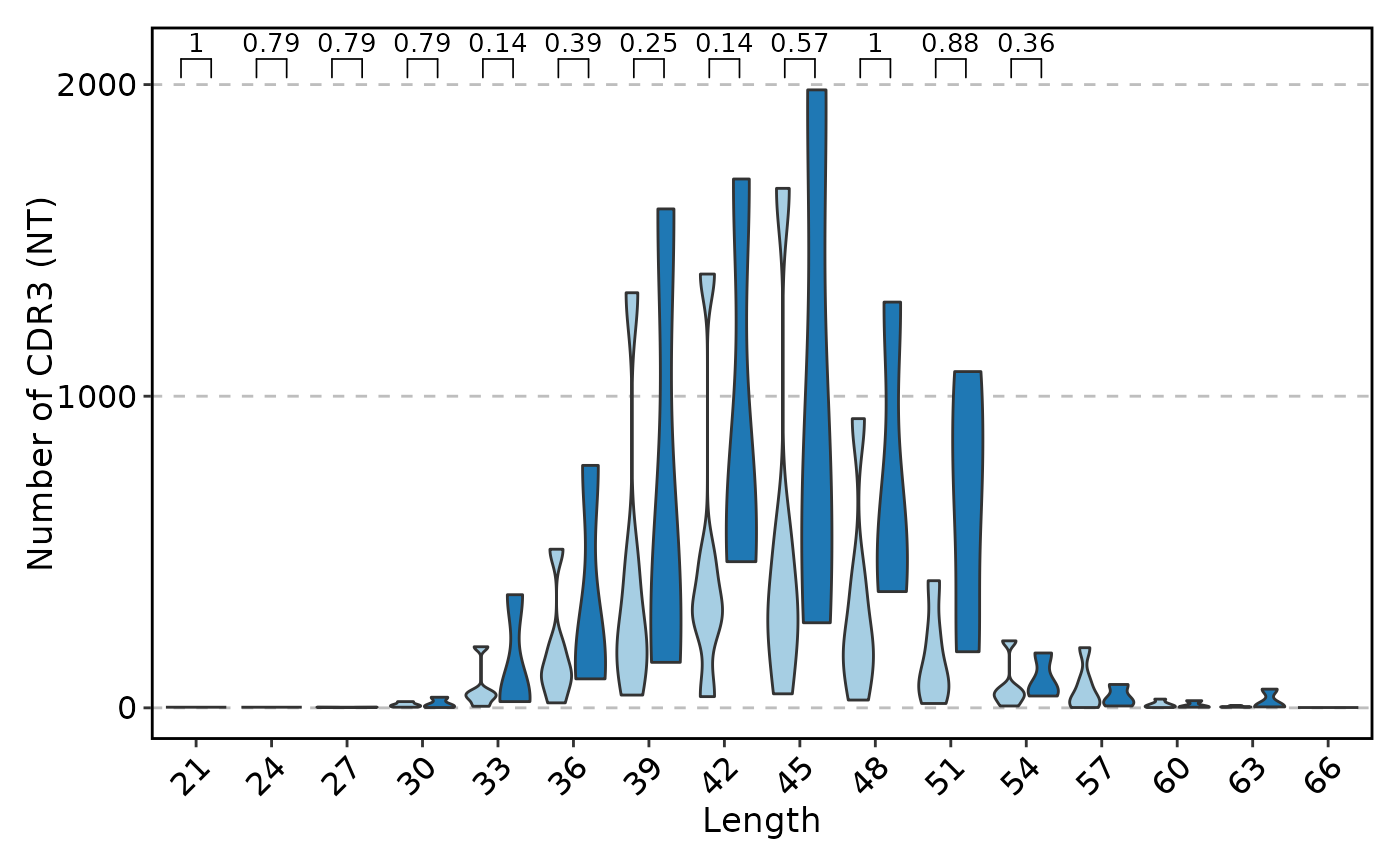 1 0.79 0.79 0.79 0.14 0.39 0.25 0.14 0.57 1 0.88 0.36
2000
1000
0
Number of CDR3 (NT)
21 24 27 30 33 36 39 42 45 48 51 54 57 60 63 66
Length